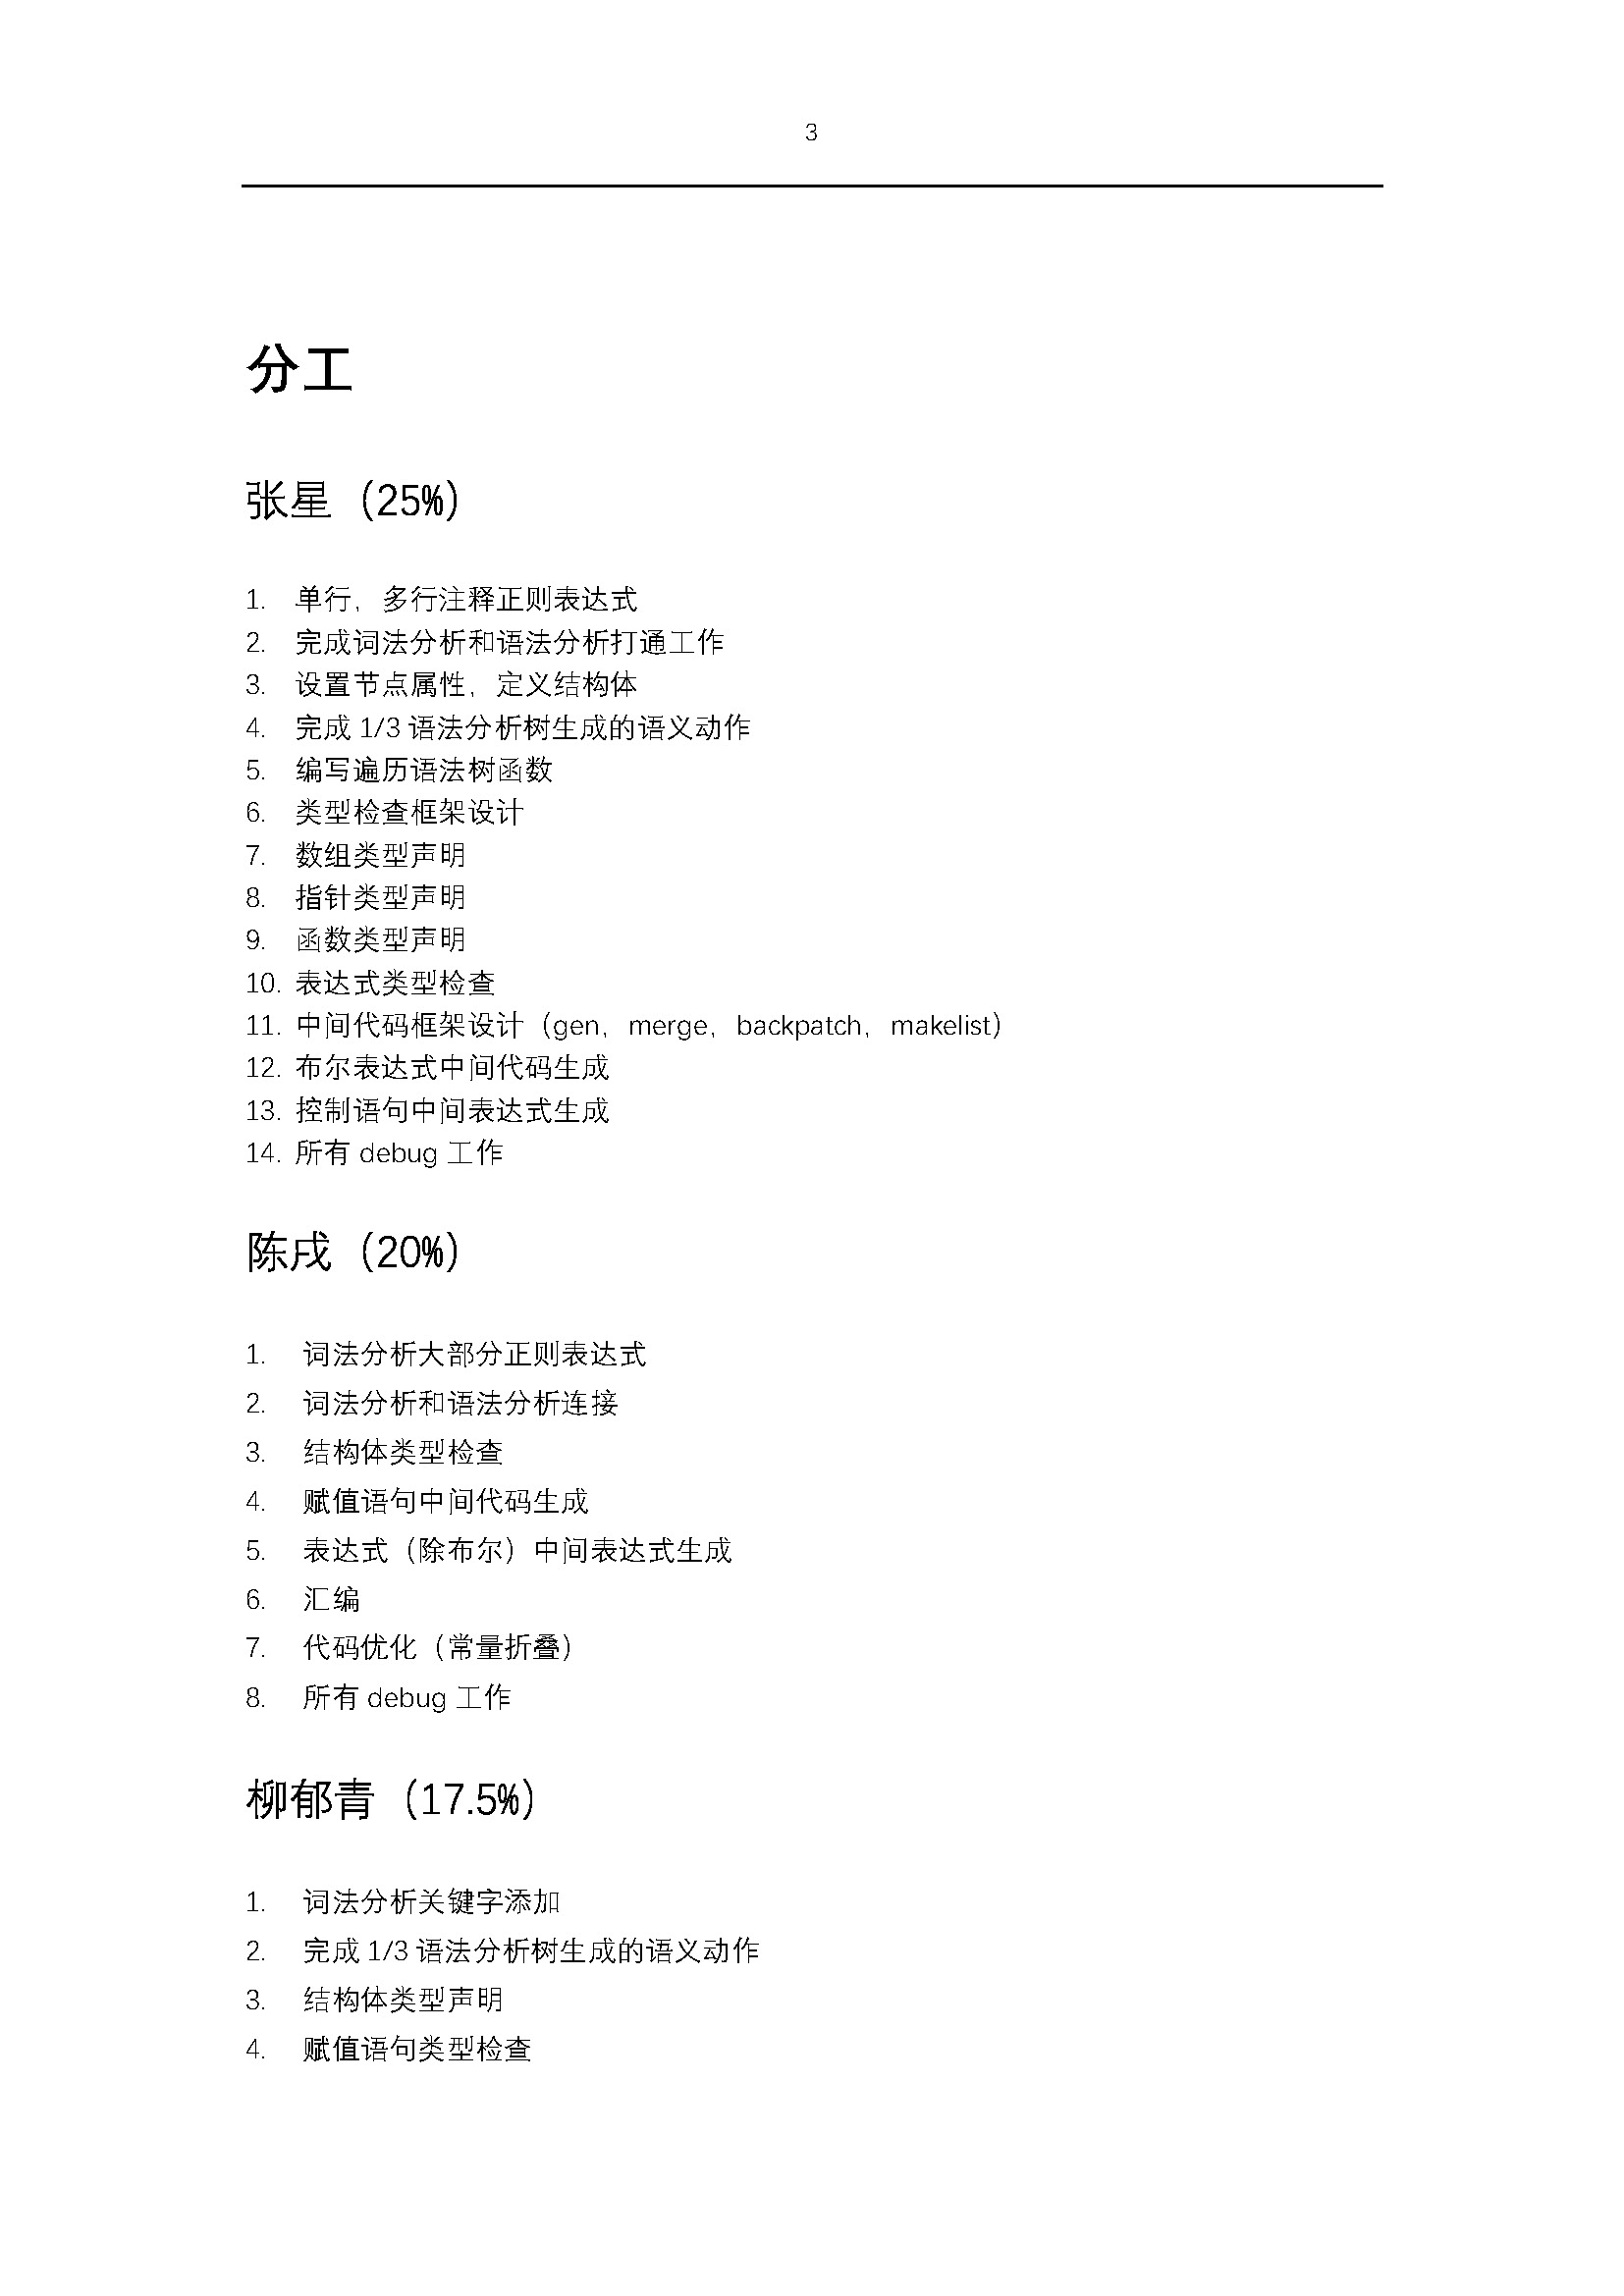 3
分工
张星（25%）
1. 单行，多行注释正则表达式
2. 完成词法分析和语法分析打通工作
3. 设置节点属性，定义结构体
4. 完成 1/3 语法分析树生成的语义动作
5. 编写遍历语法树函数
6. 类型检查框架设计
7. 数组类型声明
8. 指针类型声明
9. 函数类型声明
10. 表达式类型检查
11. 中间代码框架设计（gen，merge，backpatch，makelist）
12. 布尔表达式中间代码生成
13. 控制语句中间表达式生成
14. 所有 debug 工作
陈戌（20%）
1. 词法分析大部分正则表达式
2. 词法分析和语法分析连接
3. 结构体类型检查
4. 赋值语句中间代码生成
5. 表达式（除布尔）中间表达式生成
6. 汇编
7. 代码优化（常量折叠）
8. 所有 debug 工作
柳郁青（17.5%）
1. 词法分析关键字添加
2. 完成 1/3 语法分析树生成的语义动作
3. 结构体类型声明
4. 赋值语句类型检查